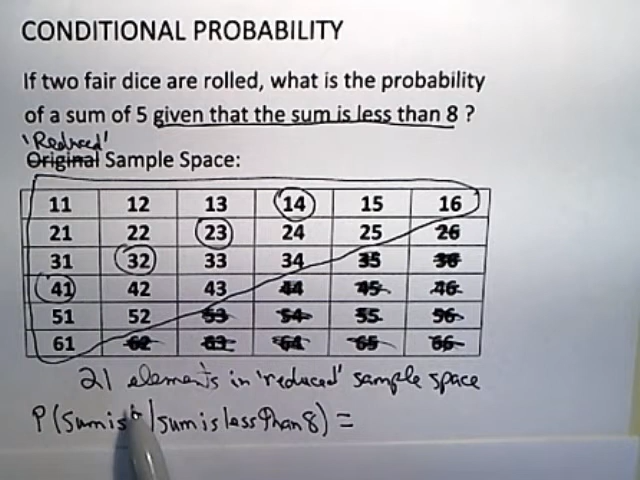 CONDITIONAL PROBABILITY
If two fair dice are rolled, what is the probability
of a sum of 5 given that the sum is less than 8 ?
'Reduced'
Original Sample Space:
11 12 13 14 15 16
21 22 23 24 25 26
31 32 33 34 35 36
41 42 43 44 45 46
51 52 53 54 55 56
61 62 63 64 65 66
21 elements in 'reduced' sample space
P(sum is | sum is less than 8) =